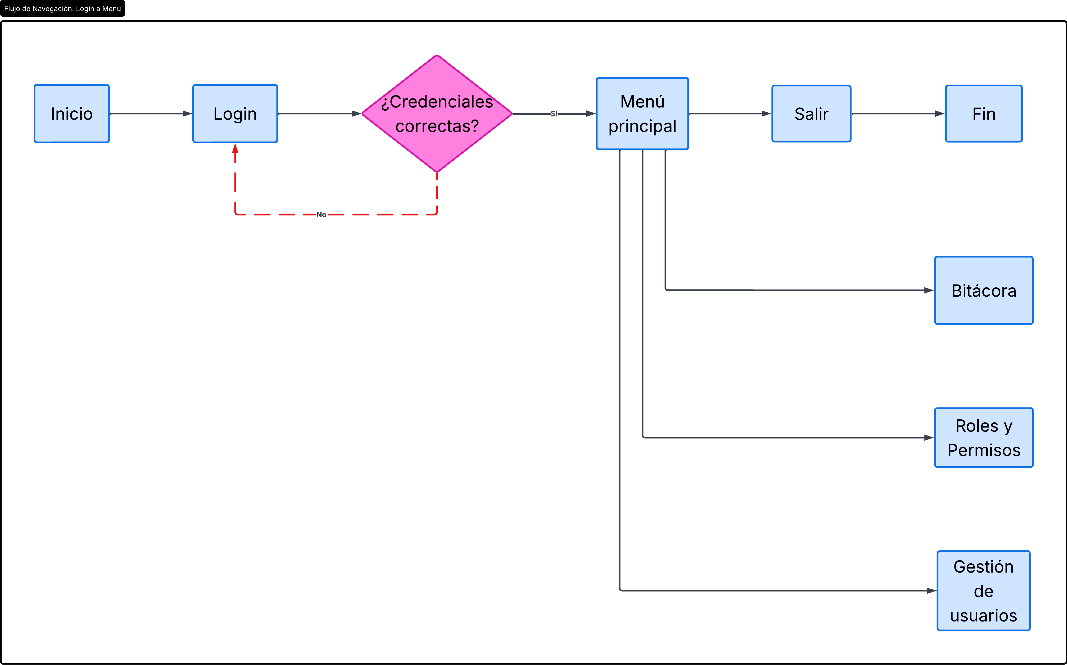 Flujo de Navegación. Login a Menú
Inicio
Login
¿Credenciales
correctas?
Si
Menú
principal
Salir
Fin
No
Bitácora
Roles y
Permisos
Gestión
de
usuarios